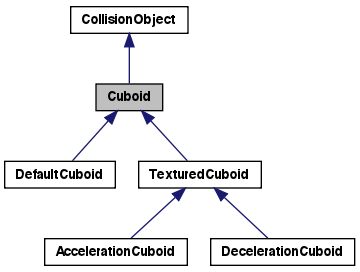 CollisionObject
Cuboid
DefaultCuboid
TexturedCuboid
AccelerationCuboid
DecelerationCuboid